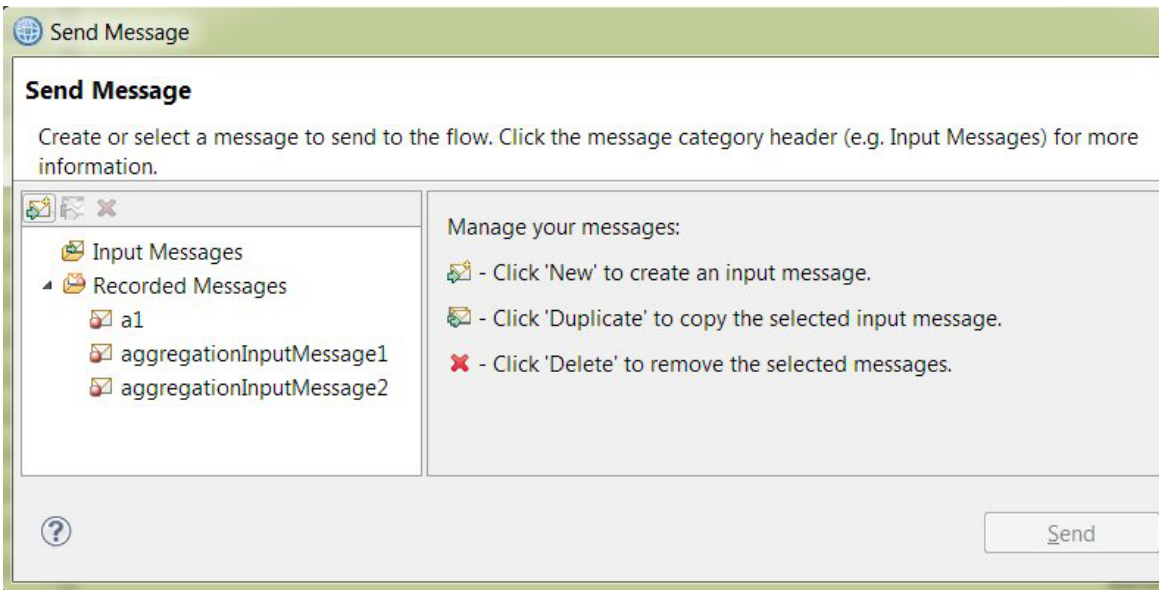 Send Message
Send Message
Create or select a message to send to the flow. Click the message category header (e.g. Input Messages) for more
information.
Input Messages
Recorded Messages
a1
aggregationInputMessage1
aggregationInputMessage2
Manage your messages:
- Click 'New' to create an input message.
- Click 'Duplicate' to copy the selected input message.
- Click 'Delete' to remove the selected messages.
?
Send